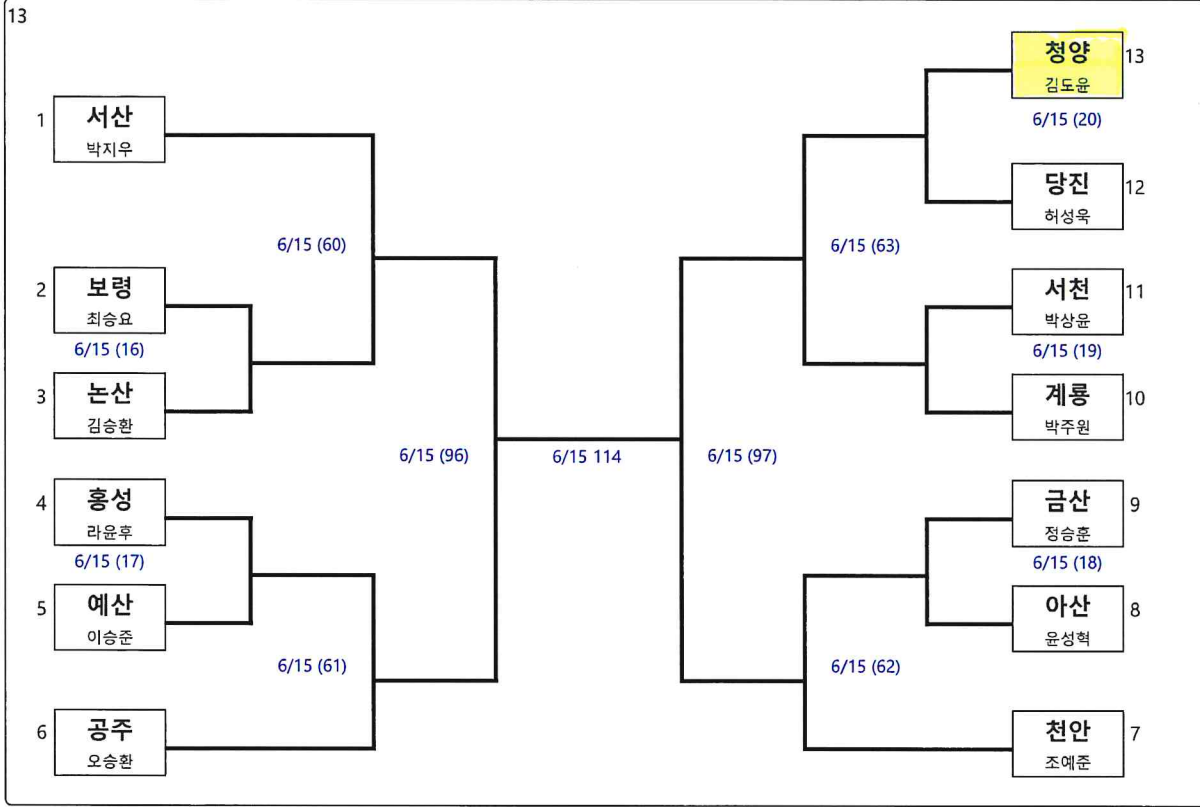 13
1
서산
박지우
6/15 (60)
2
보령
최승요
6/15 (16)
3
논산
김승환
6/15 (96)
4
홍성
라윤후
6/15 (17)
5
예산
이승준
6/15 (61)
6
공주
오승환
6/15 114
청양
13
김도윤
6/15 (20)
당진
12
허성욱
6/15 (63)
서천
11
박상윤
6/15 (19)
계룡
10
박주원
6/15 (97)
금산
9
정승훈
6/15 (18)
아산
8
윤성혁
6/15 (62)
천안
7
조예준